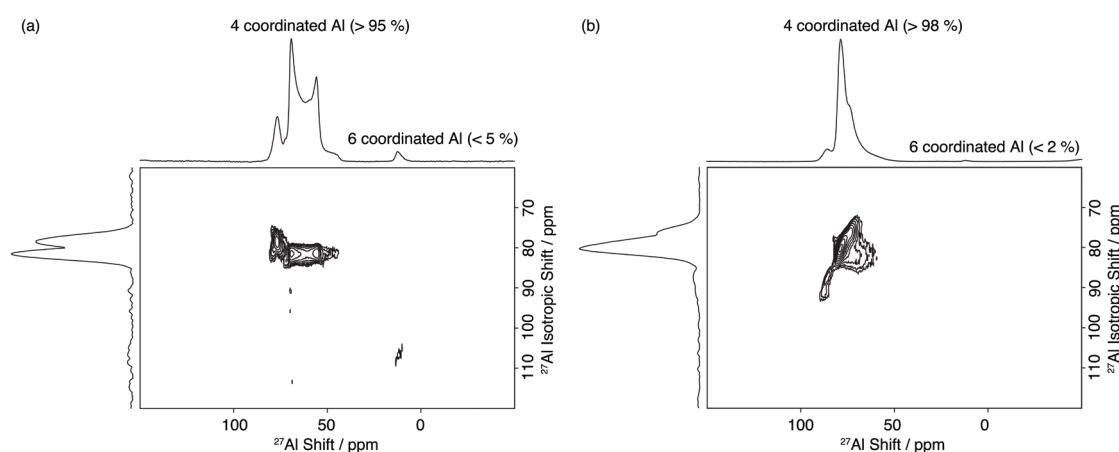 (a)
4 coordinated Al (> 95 %)
6 coordinated Al (< 5 %)
70
80
90
100
110
²⁷Al Isotropic Shift / ppm
100
50
0
²⁷Al Shift / ppm
(b)
4 coordinated Al (> 98 %)
6 coordinated Al (< 2 %)
70
80
90
100
110
²⁷Al Isotropic Shift / ppm
100
50
0
²⁷Al Shift / ppm